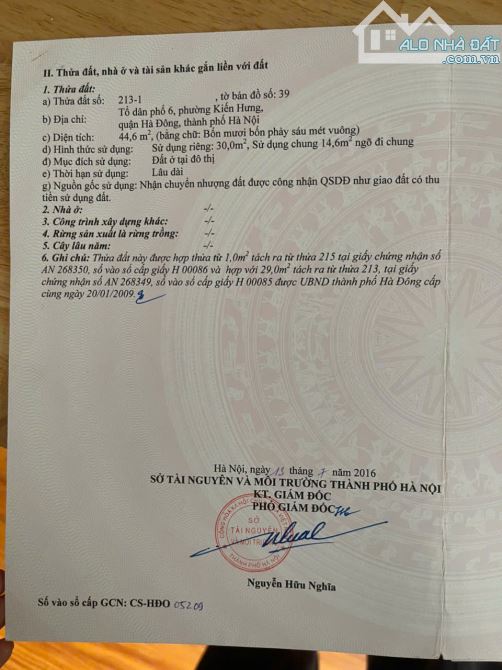 ALO NHÀ ĐẤT
II. Thửa đất, nhà ở và tài sản khác gắn liền với đất
1. Thửa đất:
a) Thửa đất số: 213-1 , tờ bản đồ số: 39
b) Địa chỉ: Tổ dân phố 6, phường Kiến Hưng,
quận Hà Đông, thành phố Hà Nội
c) Diện tích: 44,6 m², (bằng chữ: Bốn mươi bốn phảy sáu mét vuông)
d) Hình thức sử dụng: Sử dụng riêng: 30,0m², Sử dụng chung 14,6m² ngõ đi chung
đ) Mục đích sử dụng: Đất ở tại đô thị
e) Thời hạn sử dụng: Lâu dài
g) Nguồn gốc sử dụng: Nhận chuyển nhượng đất được công nhận QSDĐ như giao đất có thu
tiền sử dụng đất.
2. Nhà ở: -/-
3. Công trình xây dựng khác: -/-
4. Rừng sản xuất là rừng trồng: -/-
5. Cây lâu năm: -/-
6. Ghi chú: Thửa đất này được hợp thửa từ 1,0m² tách ra từ thửa 215 tại giấy chứng nhận số
AN 268350, số vào sổ cấp giấy H 00086 và hợp với 29,0m² tách ra từ thửa 213, tại giấy
chứng nhận số AN 268349, số vào sổ cấp giấy H 00085 được UBND thành phố Hà Đông cấp
cùng ngày 20/01/2009.
Hà Nội, ngày 13 tháng 7 năm 2016
SỞ TÀI NGUYÊN VÀ MÔI TRƯỜNG THÀNH PHỐ HÀ NỘI
KT. GIÁM ĐỐC
PHÓ GIÁM ĐỐC
SỞ
TÀI NGUYÊN
VÀ MÔI TRƯỜNG
THÀNH PHỐ HÀ NỘI
Nguyễn Hữu Nghĩa
Số vào sổ cấp GCN: CS-HĐO 05209